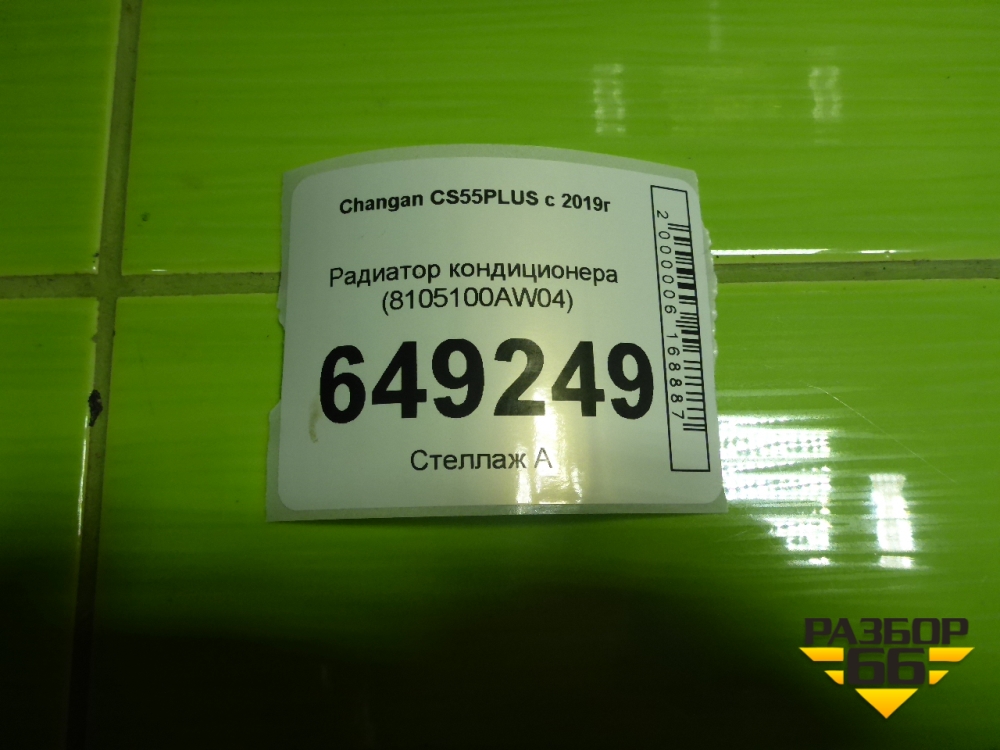 Changan CS55PLUS с 2019г
Радиатор кондиционера
(8105100AW04)
649249
Стеллаж А
2000006168887
РАЗБОР
66